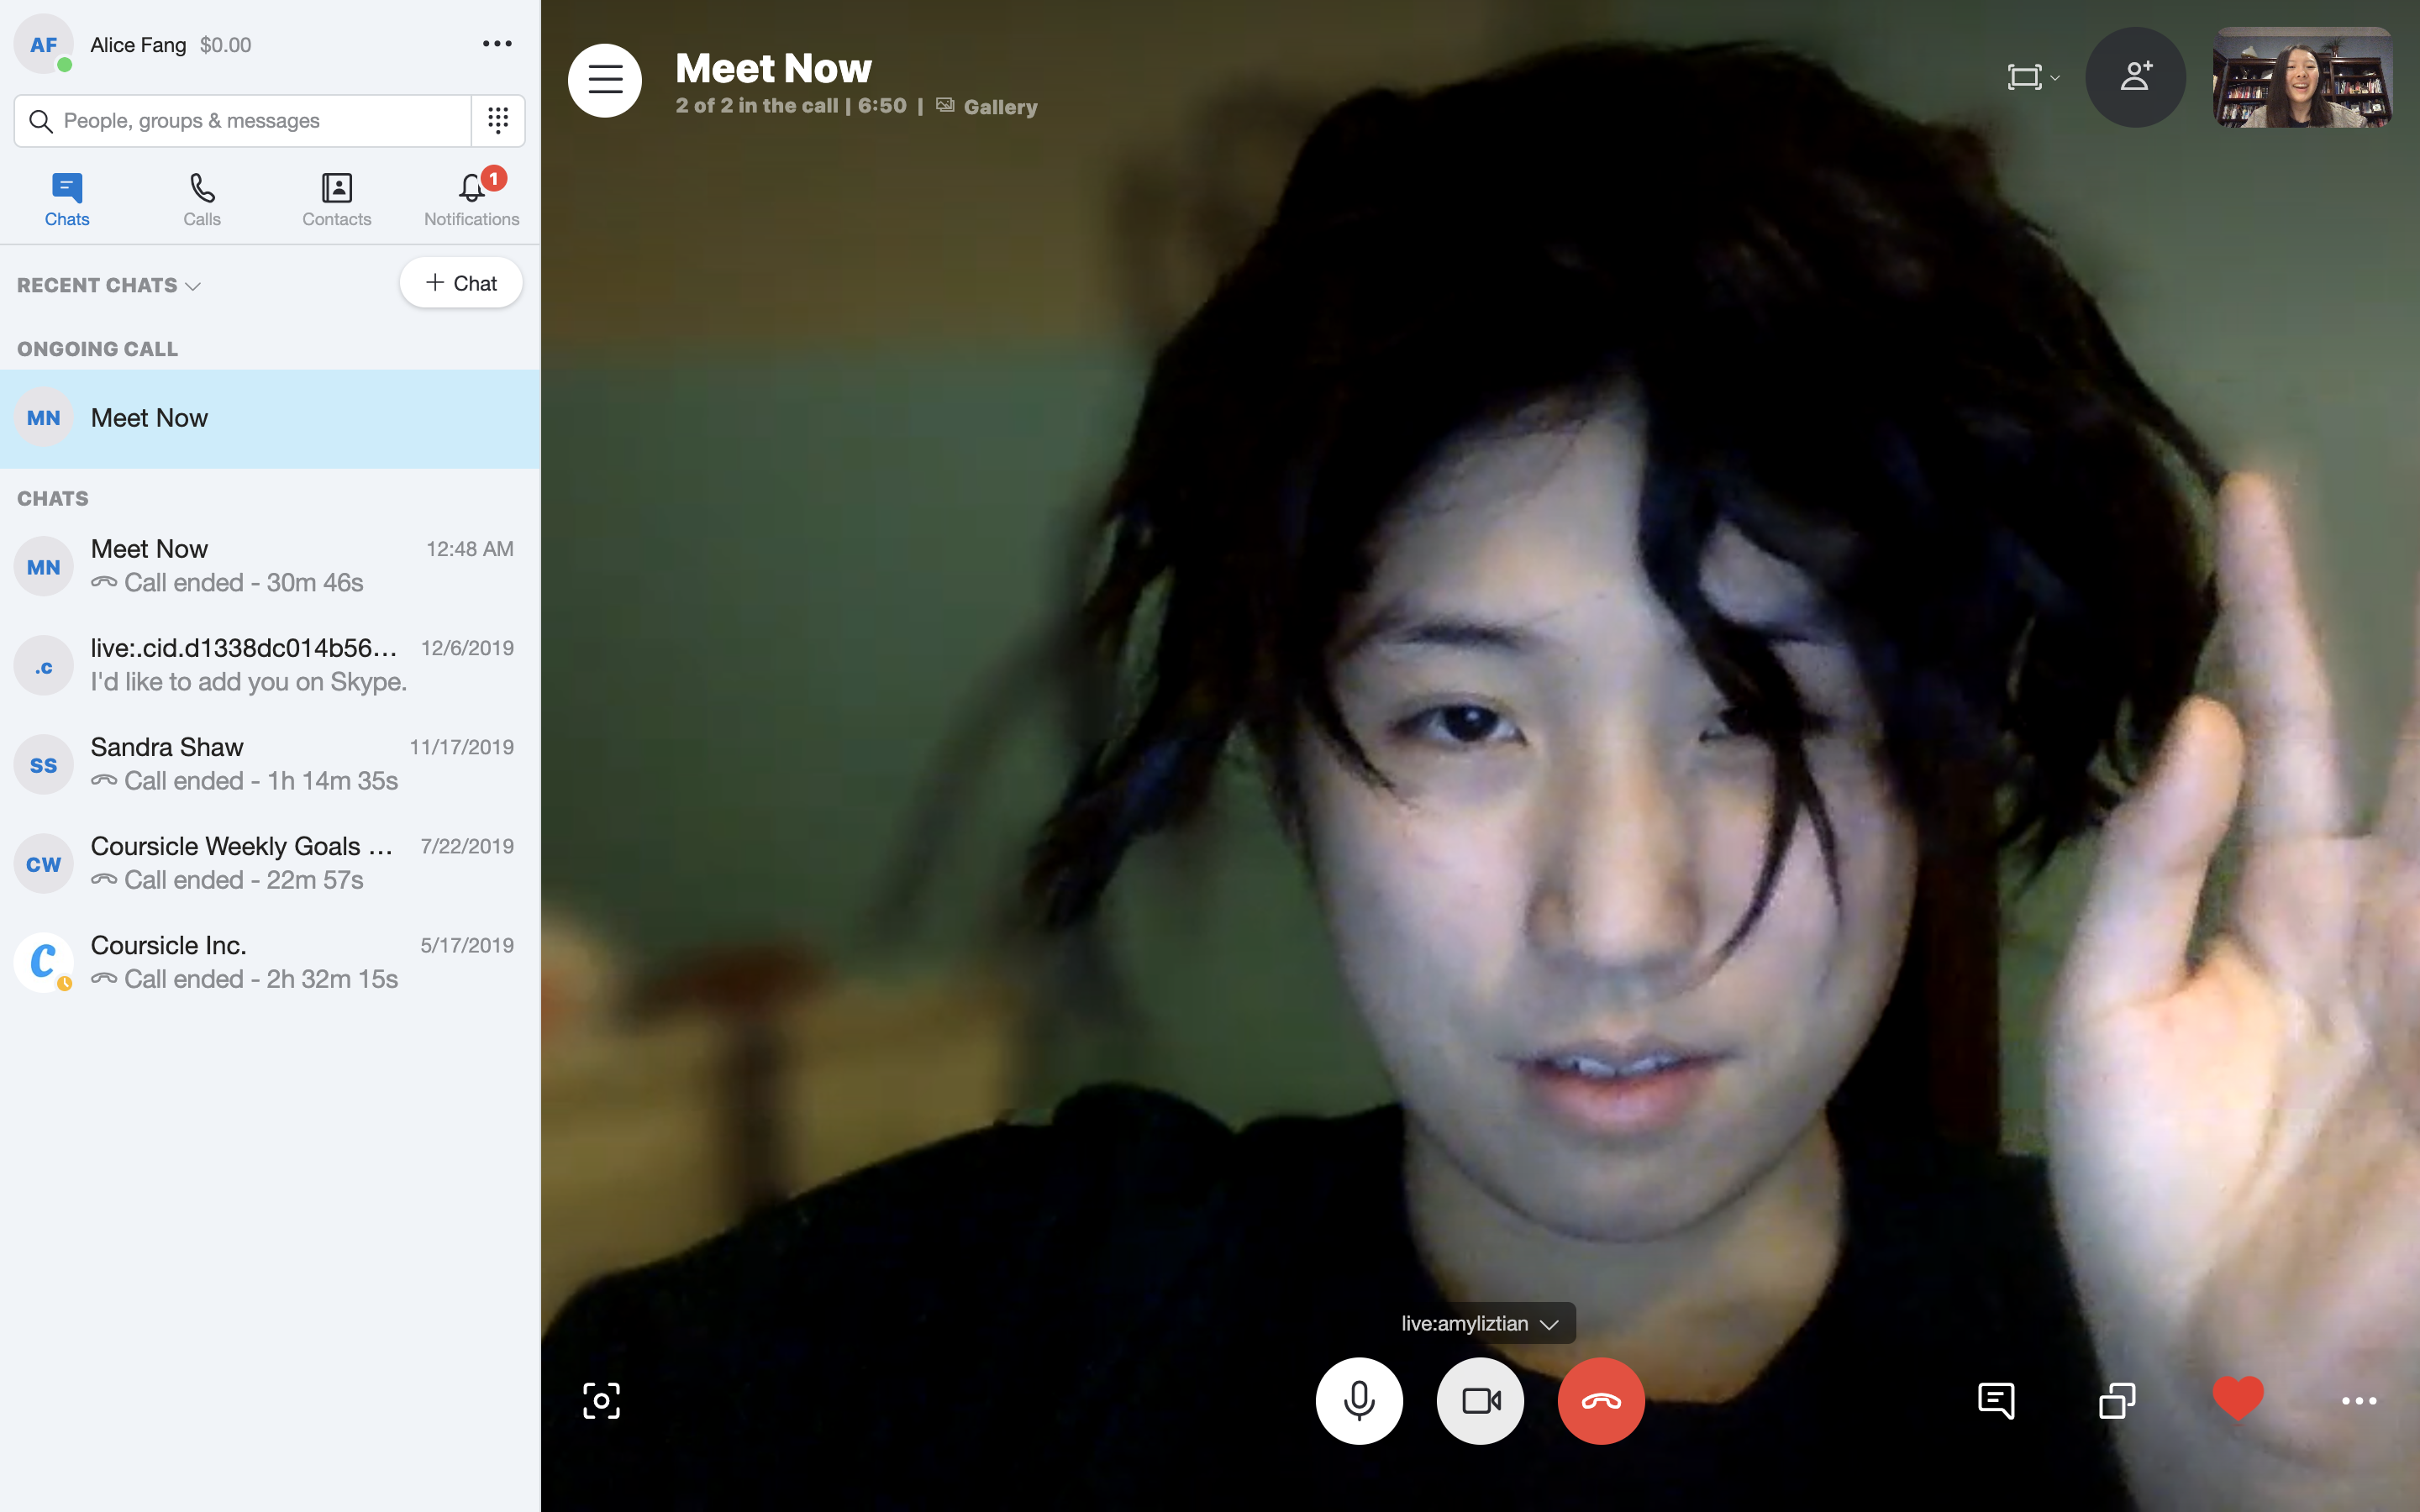 AF
Alice Fang $0.00
People, groups & messages
Chats
Calls
Contacts
1
Notifications
RECENT CHATS
+ Chat
ONGOING CALL
MN
Meet Now
CHATS
MN
Meet Now 12:48 AM
Call ended - 30m 46s
.c
live:.cid.d1338dc014b56... 12/6/2019
I'd like to add you on Skype.
SS
Sandra Shaw 11/17/2019
Call ended - 1h 14m 35s
CW
Coursicle Weekly Goals ... 7/22/2019
Call ended - 22m 57s
C
Coursicle Inc. 5/17/2019
Call ended - 2h 32m 15s
Meet Now
2 of 2 in the call | 6:50 | Gallery
live:amyliztian